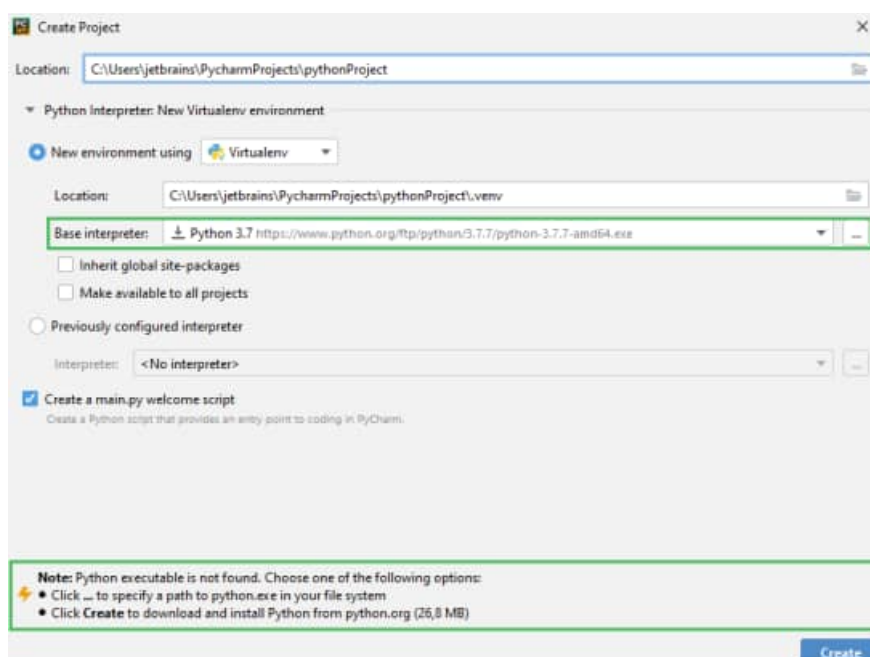 Create Project
Location: C:\Users\jetbrains\PycharmProjects\pythonProject
Python Interpreter: New Virtualenv environment
New environment using Virtualenv
Location: C:\Users\jetbrains\PycharmProjects\pythonProject\.venv
Base interpreter: Python 3.7 https://www.python.org/ftp/python/3.7.7/python-3.7.7-amd64.exe ...
Inherit global site-packages
Make available to all projects
Previously configured interpreter
Interpreter: <No interpreter> ...
Create a main.py welcome script
Create a Python script that provides an entry point to coding in PyCharm.
Note: Python executable is not found. Choose one of the following options:
• Click ... to specify a path to python.exe in your file system
• Click Create to download and install Python from python.org (26,8 MB)
Create